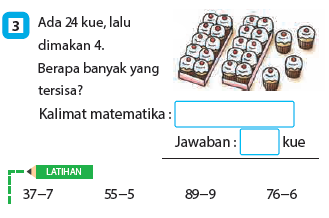 3 Ada 24 kue, lalu
dimakan 4.
Berapa banyak yang
tersisa?
Kalimat matematika :
Jawaban : kue
LATIHAN
37−7 55−5 89−9 76−6